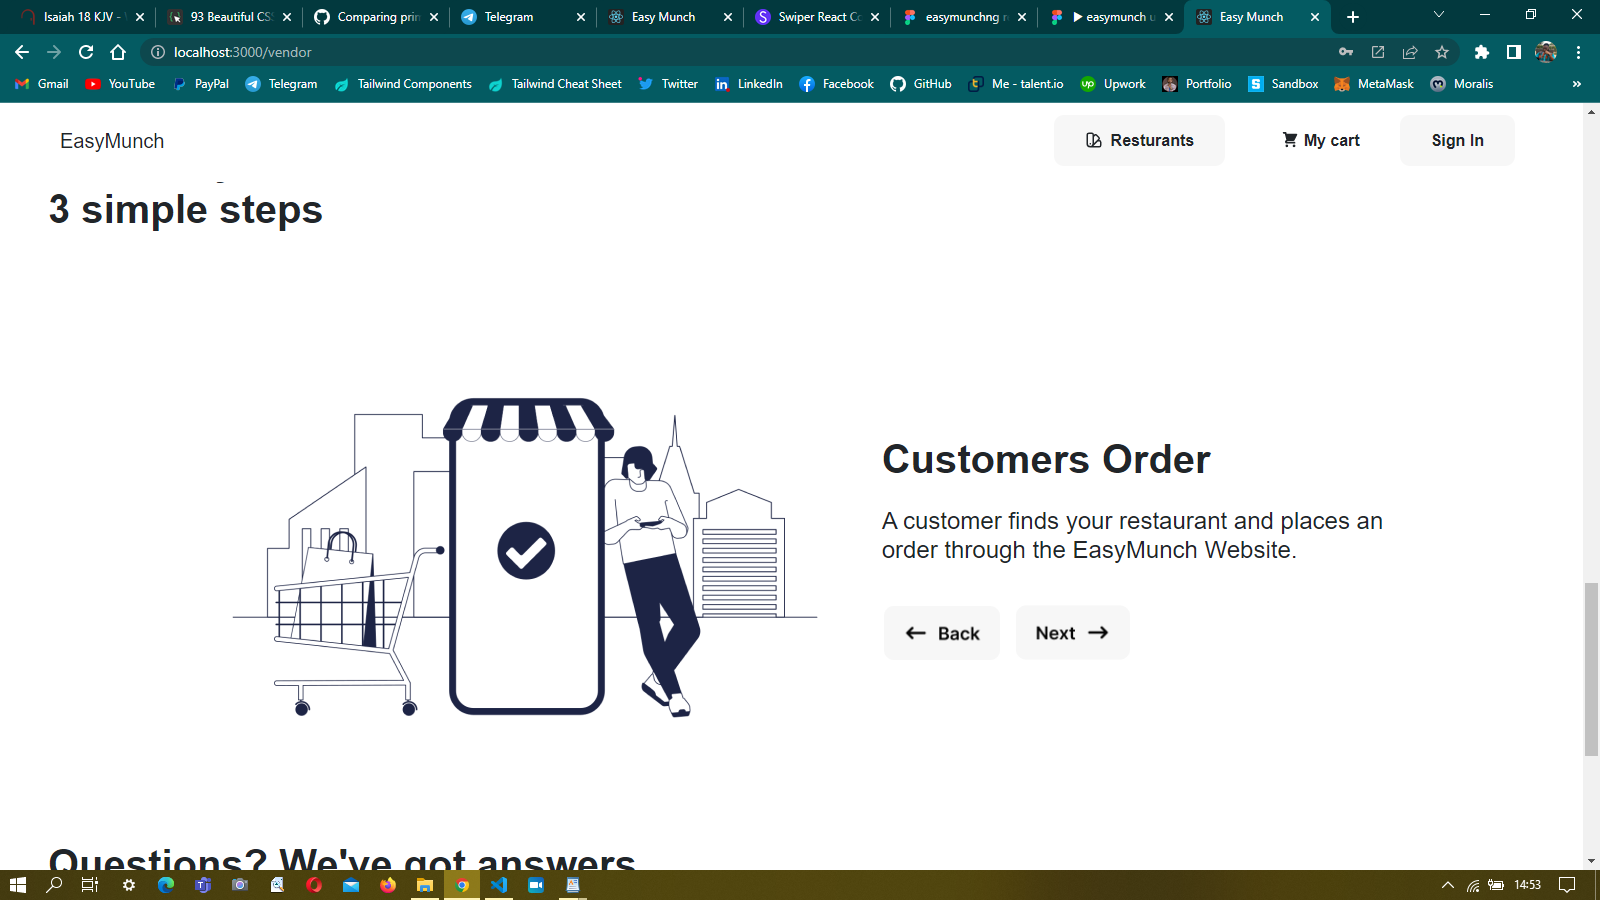 Isaiah 18 KJV -
93 Beautiful CS
Comparing prin
Telegram
Easy Munch
Swiper React Co
easymunchng r
easymunch u
Easy Munch
localhost:3000/vendor
Gmail
YouTube
PayPal
Telegram
Tailwind Components
Tailwind Cheat Sheet
Twitter
LinkedIn
Facebook
GitHub
Me - talent.io
Upwork
Portfolio
Sandbox
MetaMask
Moralis
»
EasyMunch
Resturants
My cart
Sign In
3 simple steps
Customers Order
A customer finds your restaurant and places an
order through the EasyMunch Website.
Back
Next
Questions? We've got answers
14:53